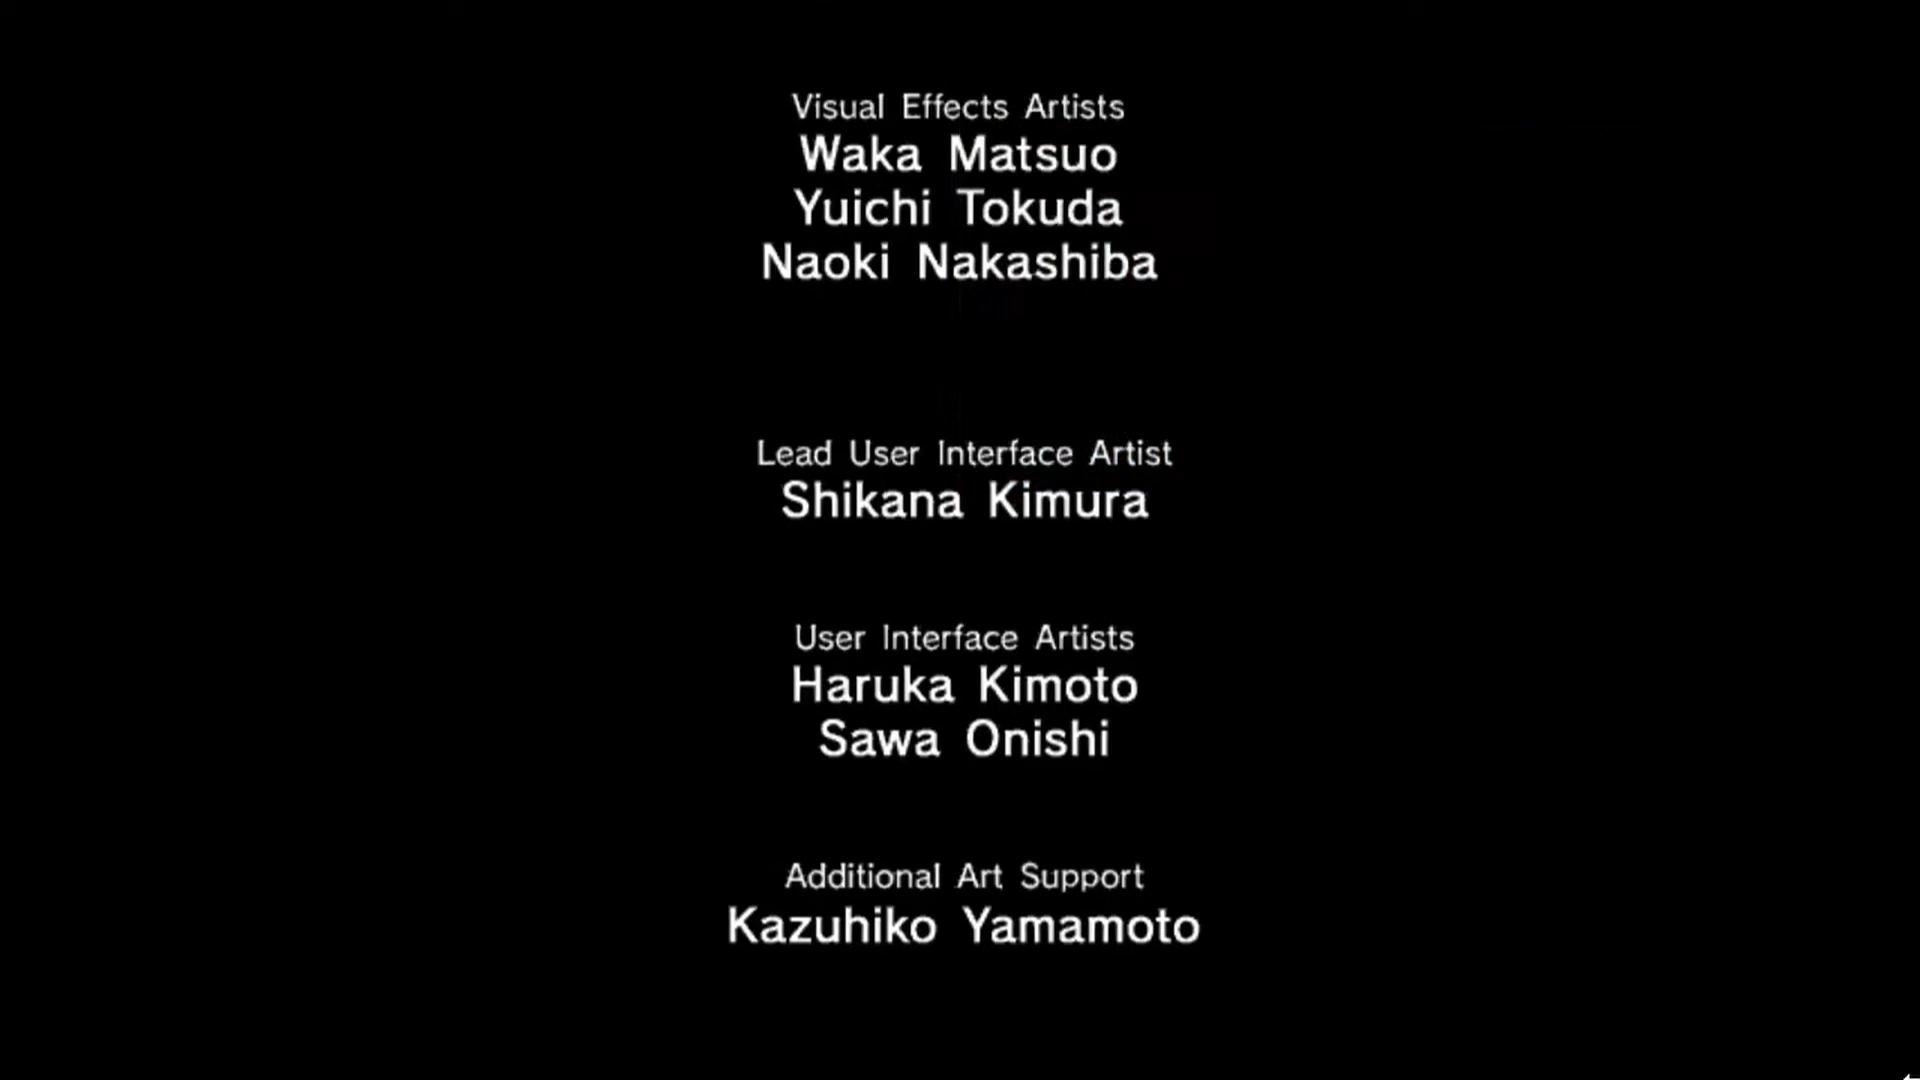 Visual Effects Artists
Waka Matsuo
Yuichi Tokuda
Naoki Nakashiba
Lead User Interface Artist
Shikana Kimura
User Interface Artists
Haruka Kimoto
Sawa Onishi
Additional Art Support
Kazuhiko Yamamoto